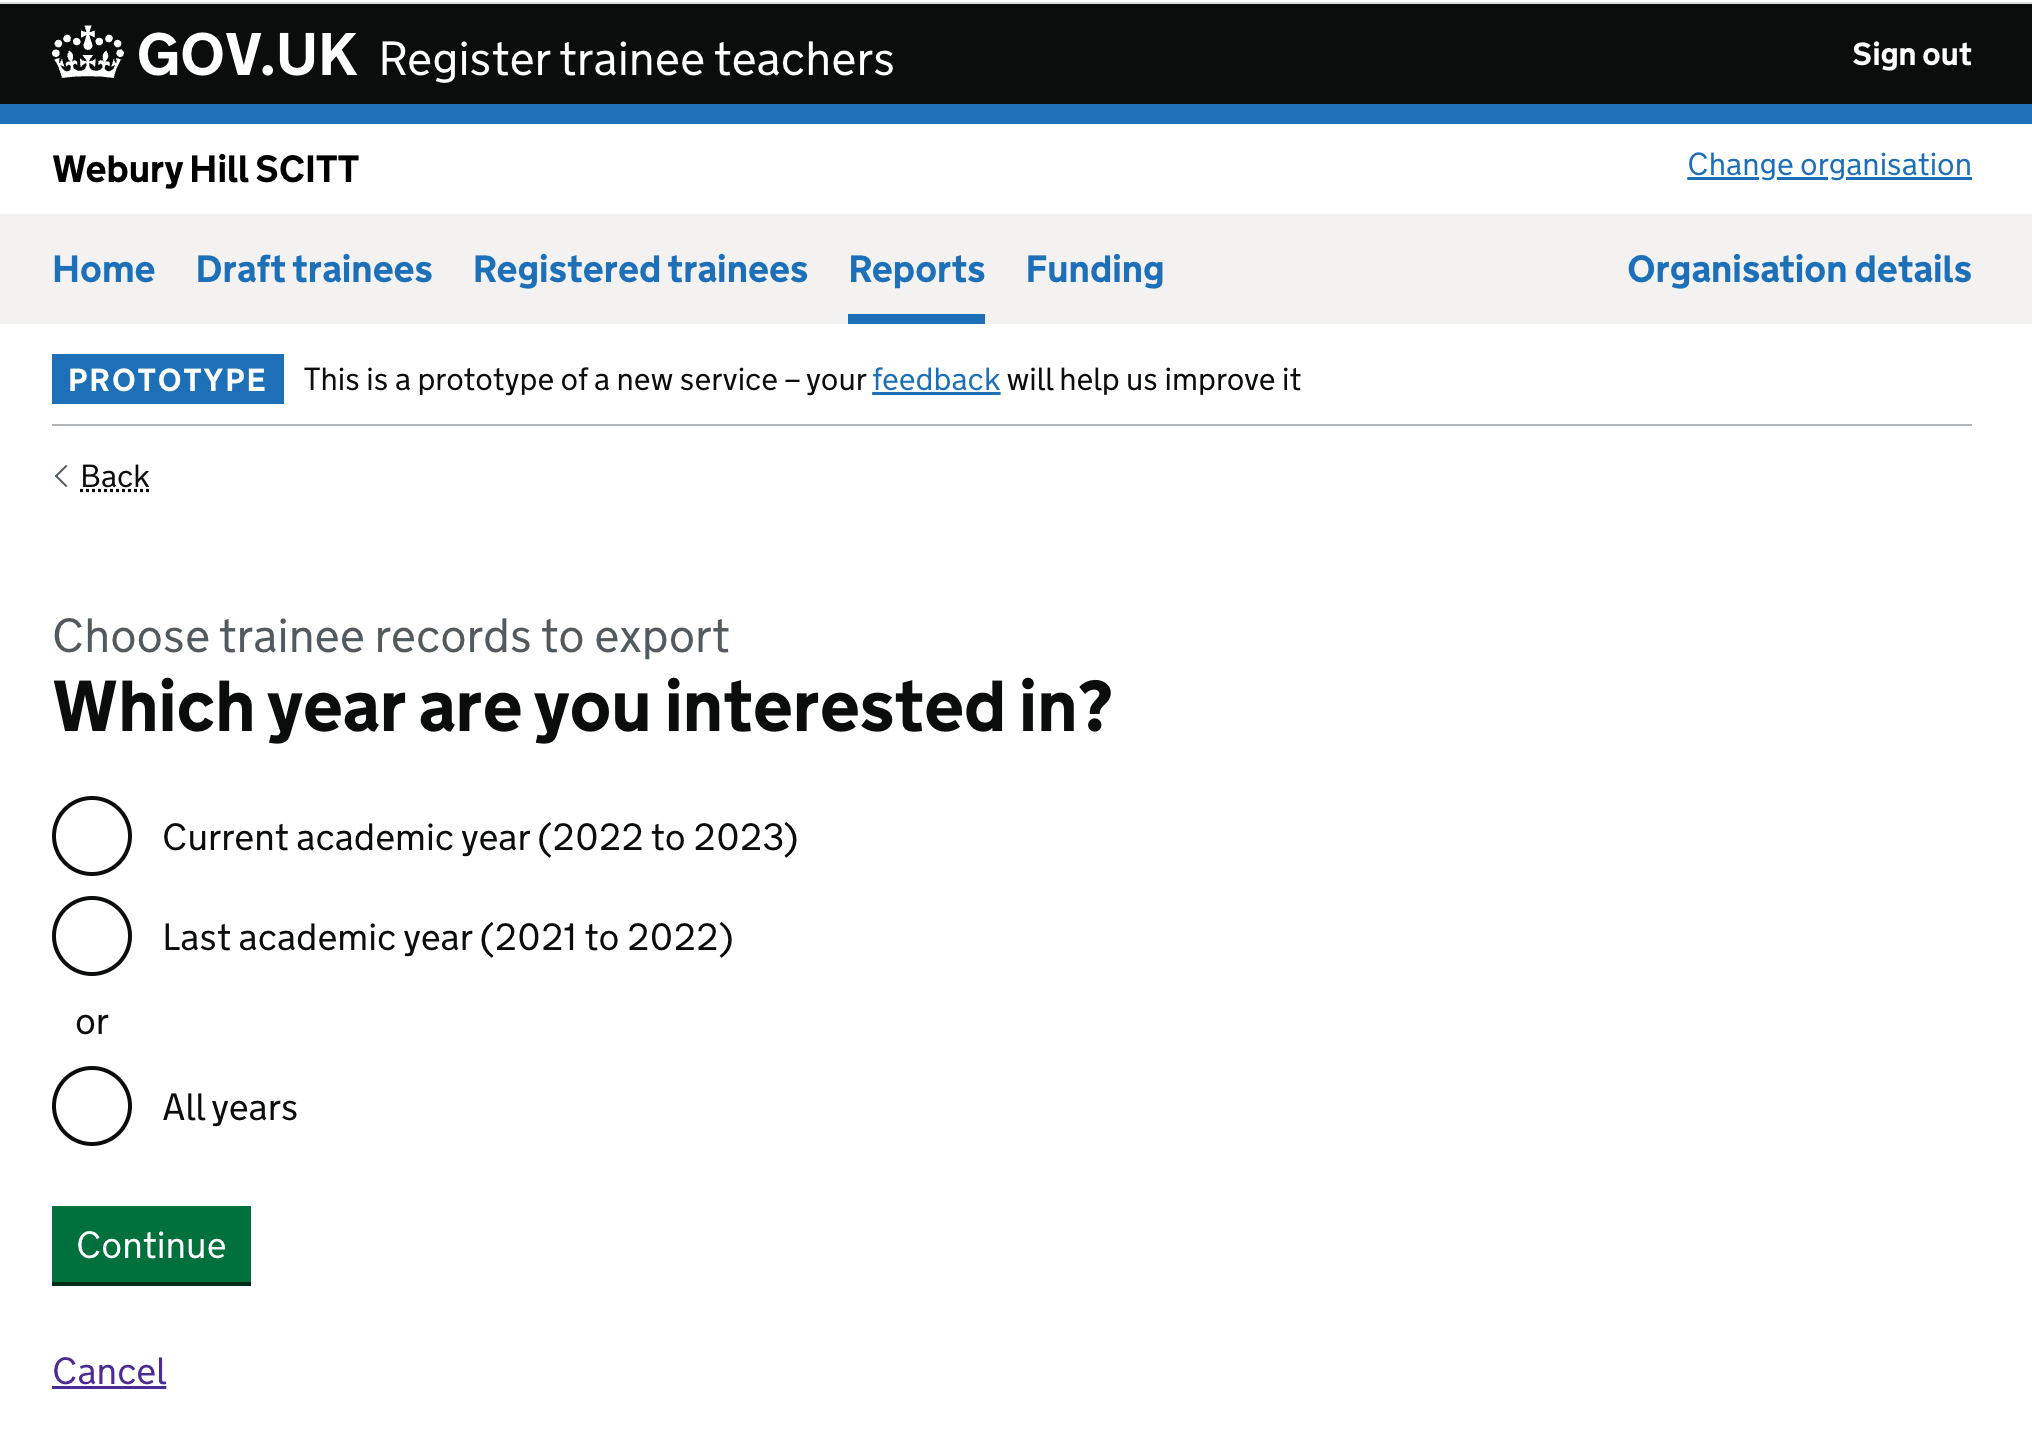 GOV.UK Register trainee teachers Sign out
Webury Hill SCITT Change organisation
Home Draft trainees Registered trainees Reports Funding Organisation details
PROTOTYPE This is a prototype of a new service – your feedback will help us improve it
Back
Choose trainee records to export
Which year are you interested in?
Current academic year (2022 to 2023)
Last academic year (2021 to 2022)
or
All years
Continue
Cancel